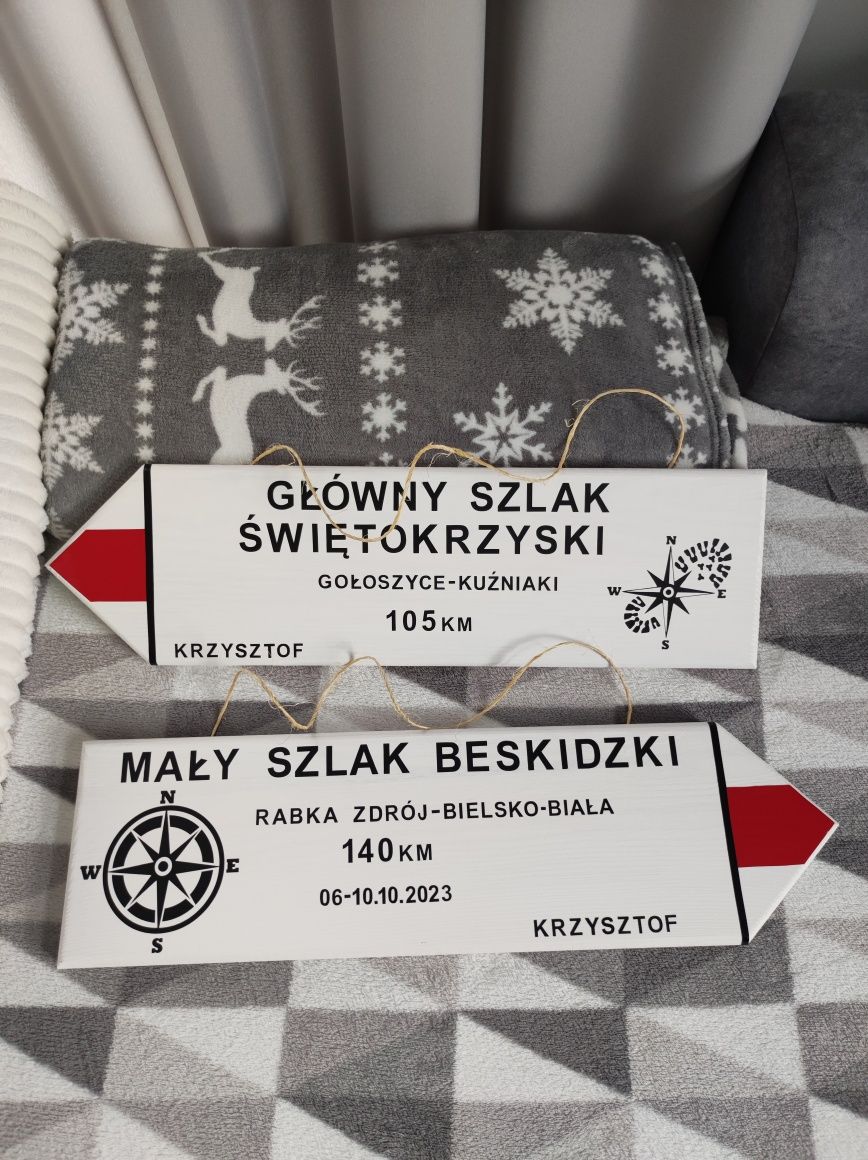 GŁÓWNY SZLAK
ŚWIĘTOKRZYSKI
GOŁOSZYCE-KUŹNIAKI
105KM
KRZYSZTOF
N
W E
S
MAŁY SZLAK BESKIDZKI
RABKA ZDRÓJ-BIELSKO-BIAŁA
140KM
06-10.10.2023
KRZYSZTOF
N
W E
S